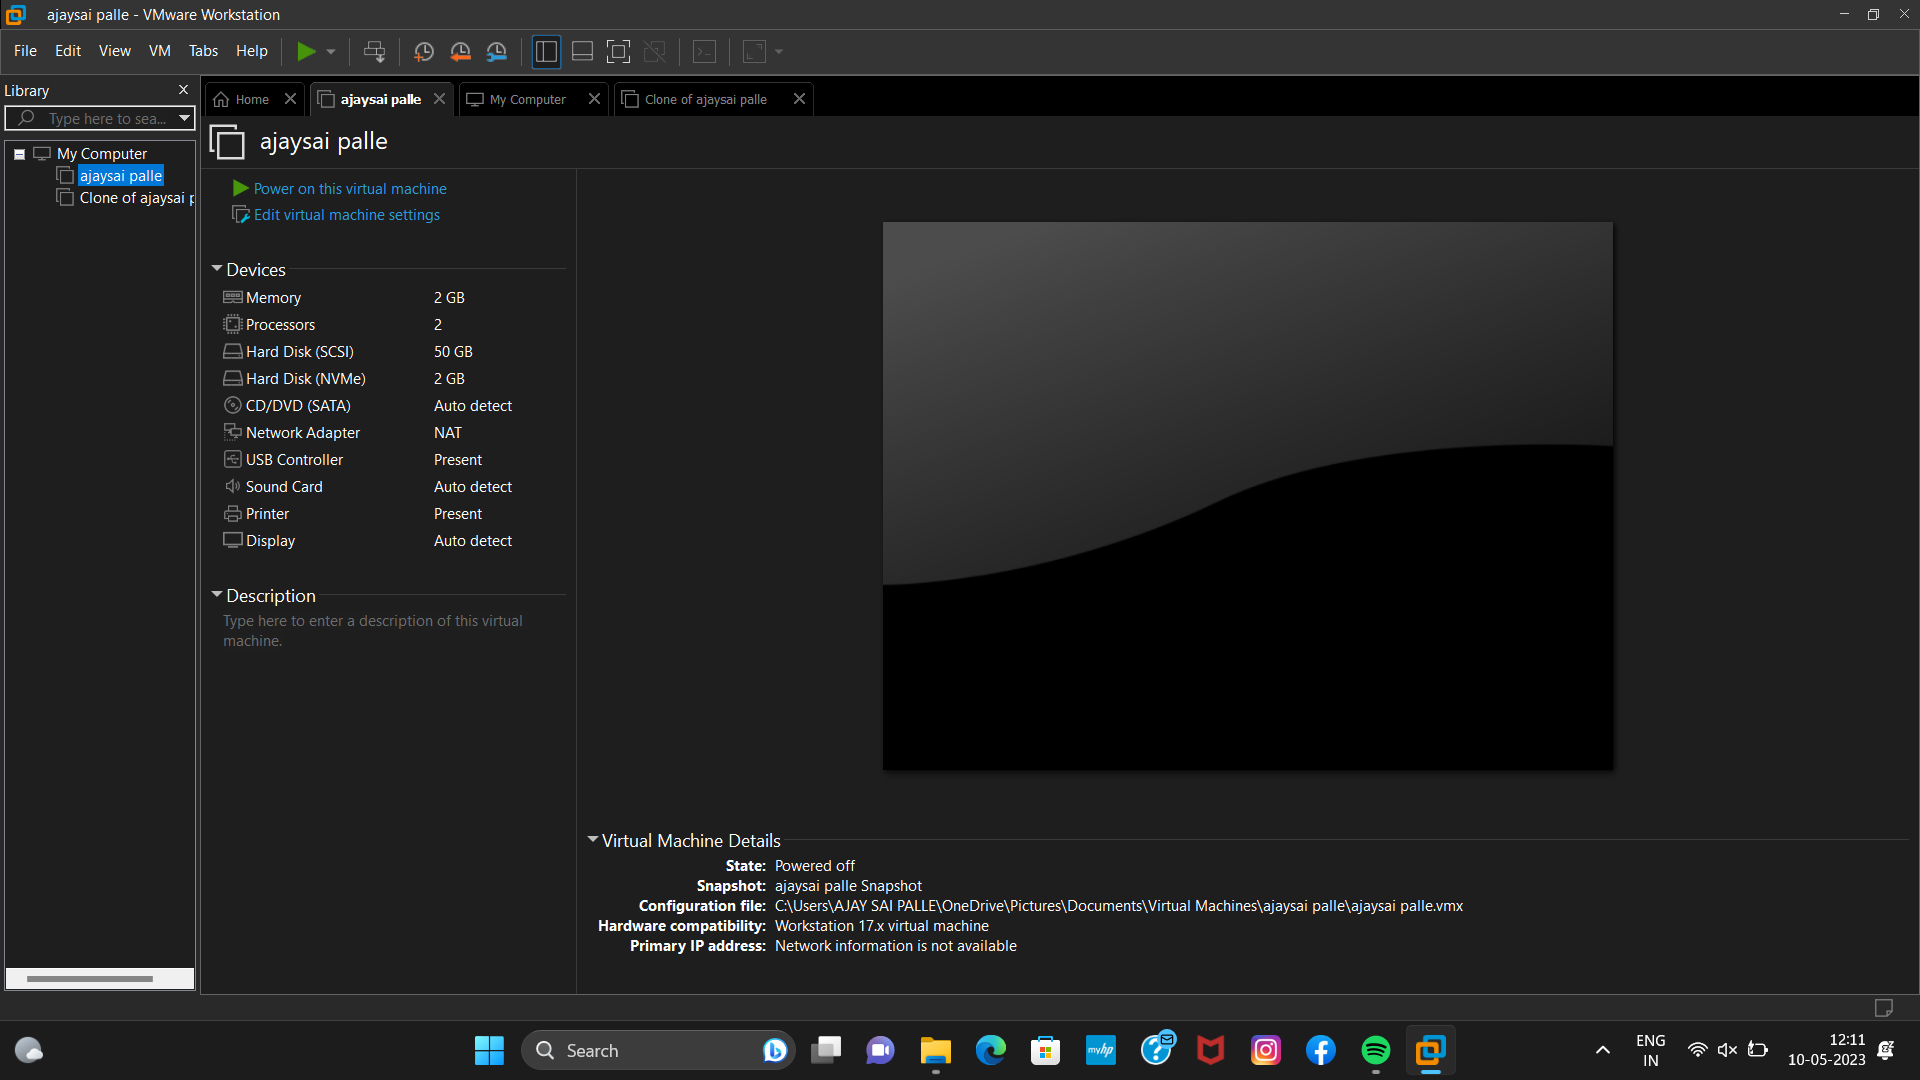 ajaysai palle - VMware Workstation
File Edit View VM Tabs Help
Library
Type here to sea...
My Computer
ajaysai palle
Clone of ajaysai p
Home
ajaysai palle
My Computer
Clone of ajaysai palle
ajaysai palle
Power on this virtual machine
Edit virtual machine settings
Devices
Memory 2 GB
Processors 2
Hard Disk (SCSI) 50 GB
Hard Disk (NVMe) 2 GB
CD/DVD (SATA) Auto detect
Network Adapter NAT
USB Controller Present
Sound Card Auto detect
Printer Present
Display Auto detect
Description
Type here to enter a description of this virtual
machine.
Virtual Machine Details
State: Powered off
Snapshot: ajaysai palle Snapshot
Configuration file: C:\Users\AJAY SAI PALLE\OneDrive\Pictures\Documents\Virtual Machines\ajaysai palle\ajaysai palle.vmx
Hardware compatibility: Workstation 17.x virtual machine
Primary IP address: Network information is not available
Search
myhp
ENG
IN
12:11
10-05-2023